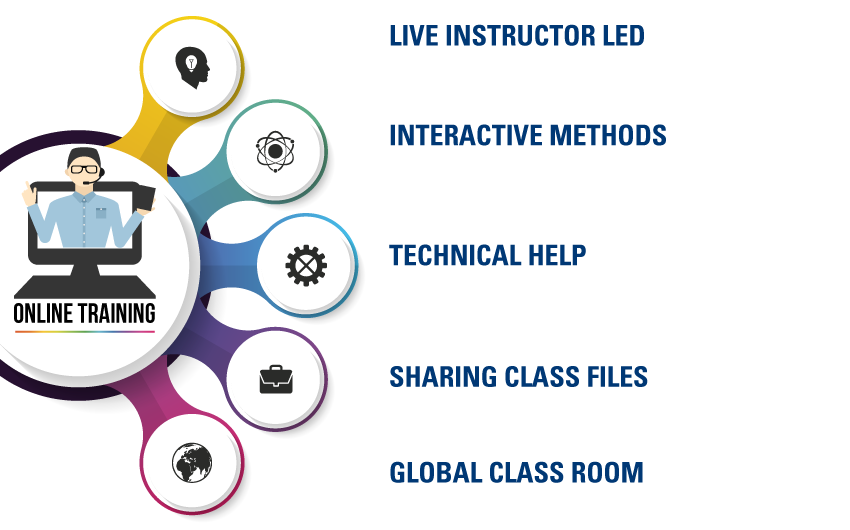 LIVE INSTRUCTOR LED
INTERACTIVE METHODS
TECHNICAL HELP
ONLINE TRAINING
SHARING CLASS FILES
GLOBAL CLASS ROOM